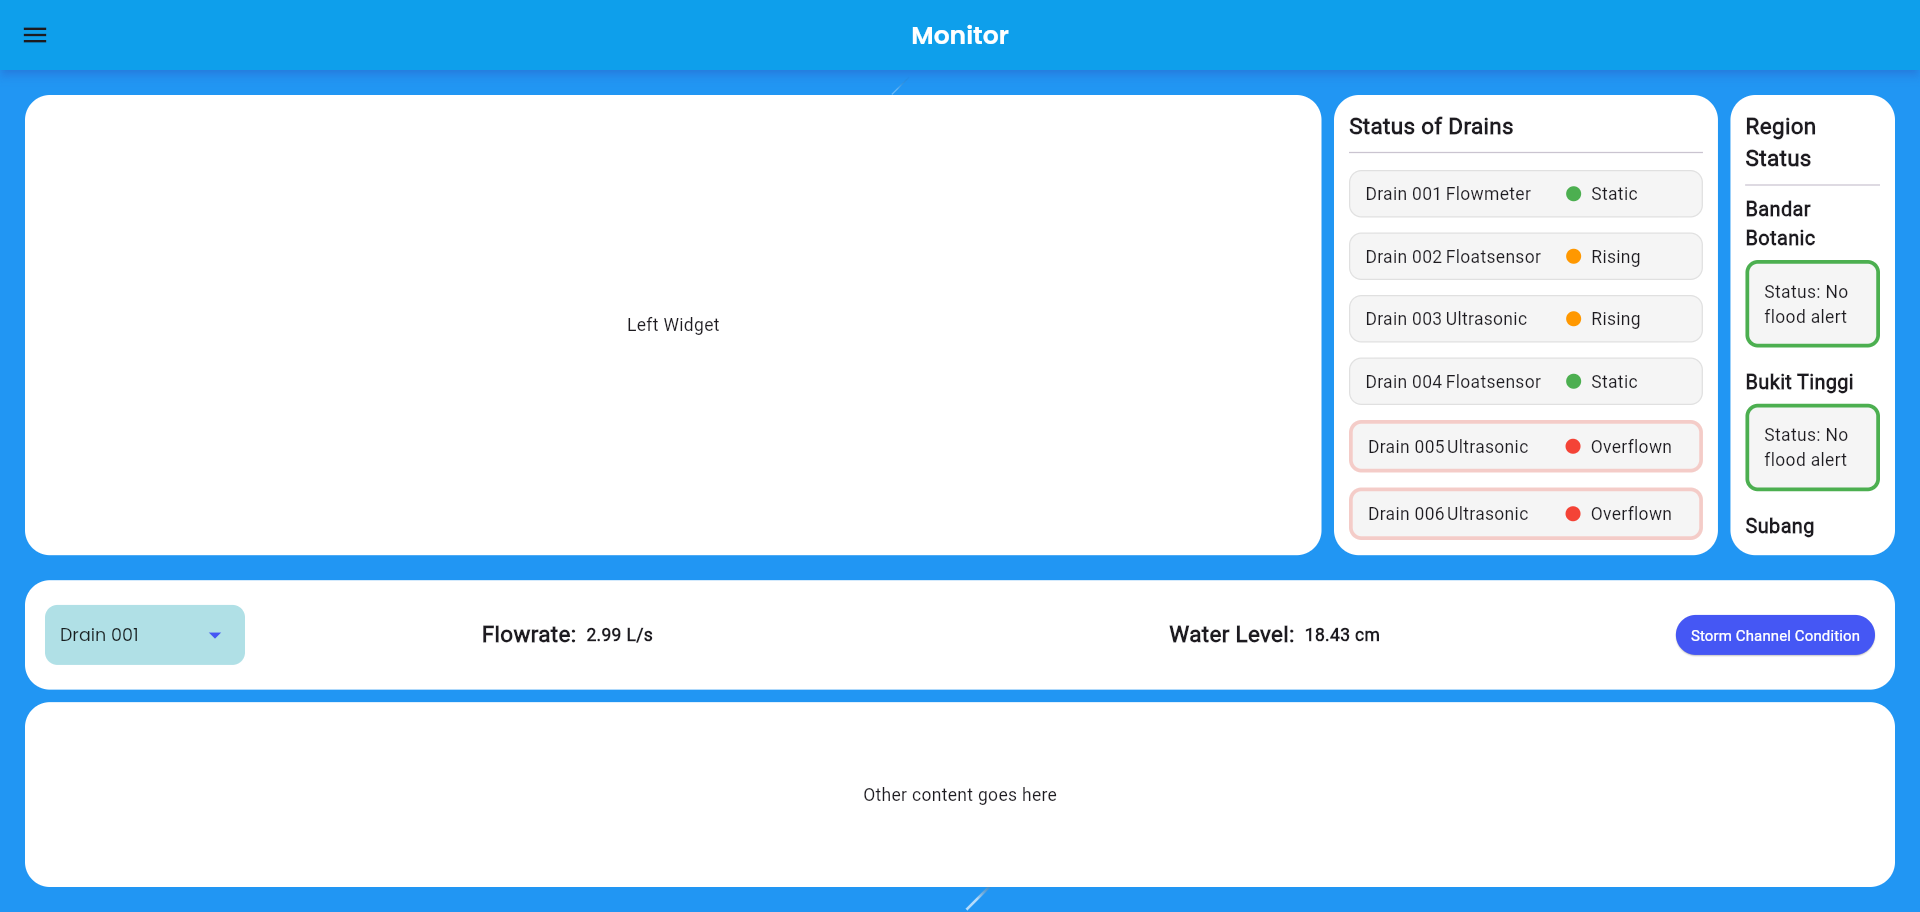 Monitor
Left Widget
Status of Drains
Drain 001 Flowmeter Static
Drain 002 Floatsensor Rising
Drain 003 Ultrasonic Rising
Drain 004 Floatsensor Static
Drain 005 Ultrasonic Overflown
Drain 006 Ultrasonic Overflown
Region
Status
Bandar
Botanic
Status: No
flood alert
Bukit Tinggi
Status: No
flood alert
Subang
Drain 001
Flowrate: 2.99 L/s
Water Level: 18.43 cm
Storm Channel Condition
Other content goes here